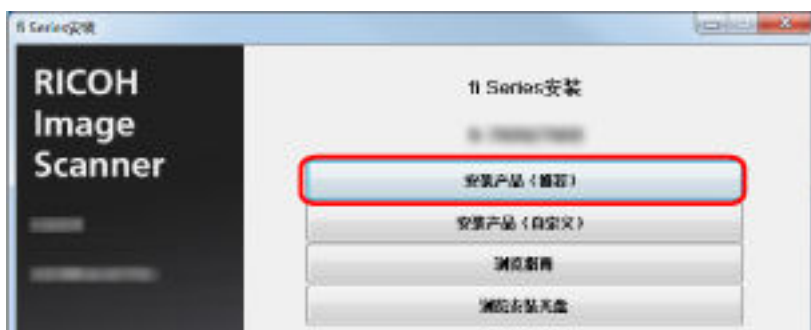 fi Series安装
RICOH
Image
Scanner
fi Series安装
安装产品（推荐）
安装产品（自定义）
浏览指南
浏览安装光盘